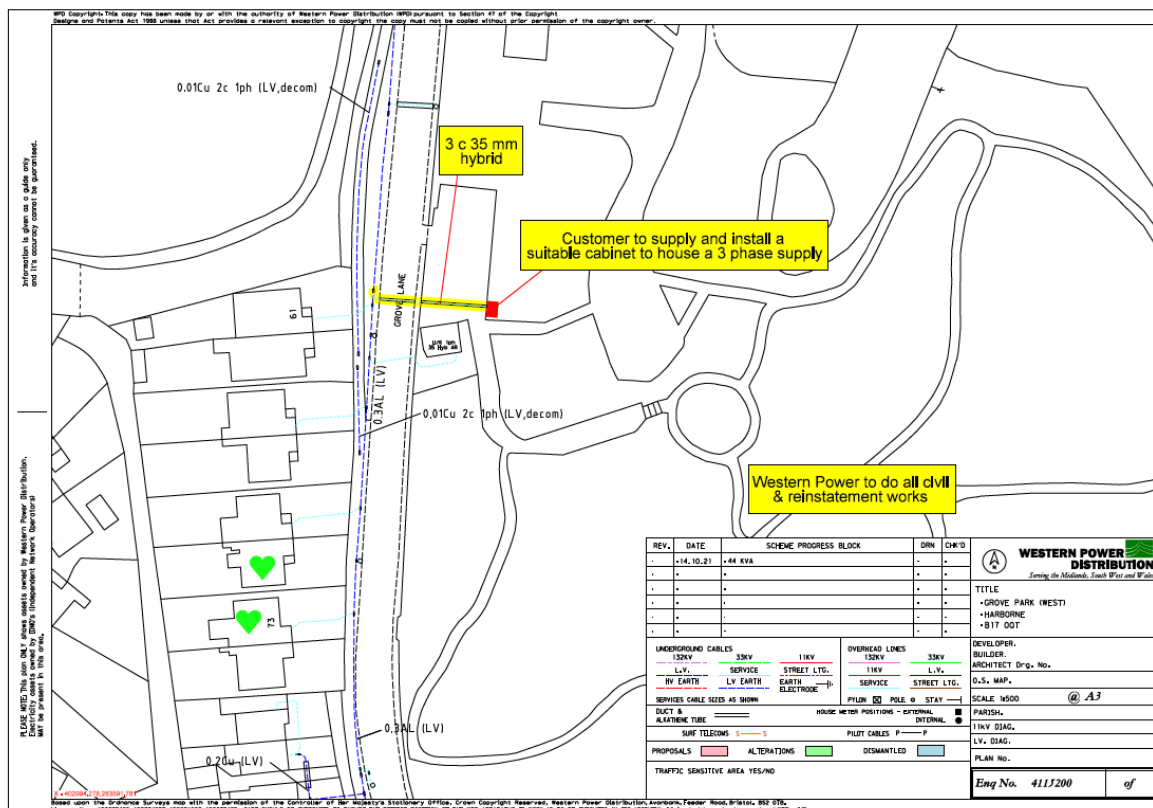 WPD Copyright: This copy has been made by or with the authority of Western Power Distribution (WPD) pursuant to Section 47 of the Copyright
Designs and Patents Act 1988 unless that Act provides a relevant exception to copyright the copy must not be copied without prior permission of the copyright owner.
Information is given as a guide only
and it's accuracy cannot be guaranteed.
PLEASE NOTE: This plan ONLY shows assets owned by Western Power Distribution.
Electricity assets owned by IDNO's (Independent Network Operators)
MAY be present in this area.
0.01Cu 2c 1ph (LV,decom)
3 c 35 mm
hybrid
Customer to supply and install a
suitable cabinet to house a 3 phase supply
GROVE LANE
61
0.3AL (LV)
0.01Cu 2c 1ph (LV,decom)
Western Power to do all civil
& reinstatement works
73
0.3AL (LV)
0.2Cu (LV)
REV. DATE SCHEME PROGRESS BLOCK DRN CHK'D
14.10.21 44 KVA
WESTERN POWER
DISTRIBUTION
Serving the Midlands, South West and Wales
TITLE
GROVE PARK (WEST)
HARBORNE
B17 0QT
UNDERGROUND CABLES
132KV 33KV 11KV
L.V. SERVICE STREET LTG.
HV EARTH LV EARTH EARTH ELECTRODE
SERVICES CABLE SIZES AS SHOWN
OVERHEAD LINES
132KV 33KV
11KV L.V.
SERVICE STREET LTG.
PYLON POLE STAY
DUCT &
ALKATHENE TUBE
HOUSE METER POSITIONS - EXTERNAL
INTERNAL
SURF TELECOMS S S PILOT CABLES P P
PROPOSALS ALTERATIONS DISMANTLED
TRAFFIC SENSITIVE AREA YES/NO
DEVELOPER.
BUILDER.
ARCHITECT Drg. No.
O.S. MAP.
SCALE 1:500 @ A3
PARISH.
11kV DIAG.
LV. DIAG.
PLAN No.
Eng No. 4113200 of
Based upon the Ordnance Surveys map with the permission of the Controller of Her Majesty's Stationery Office. Crown Copyright Reserved. Western Power Distribution, Avonbank, Feeder Road, Bristol, BS2 0TB.